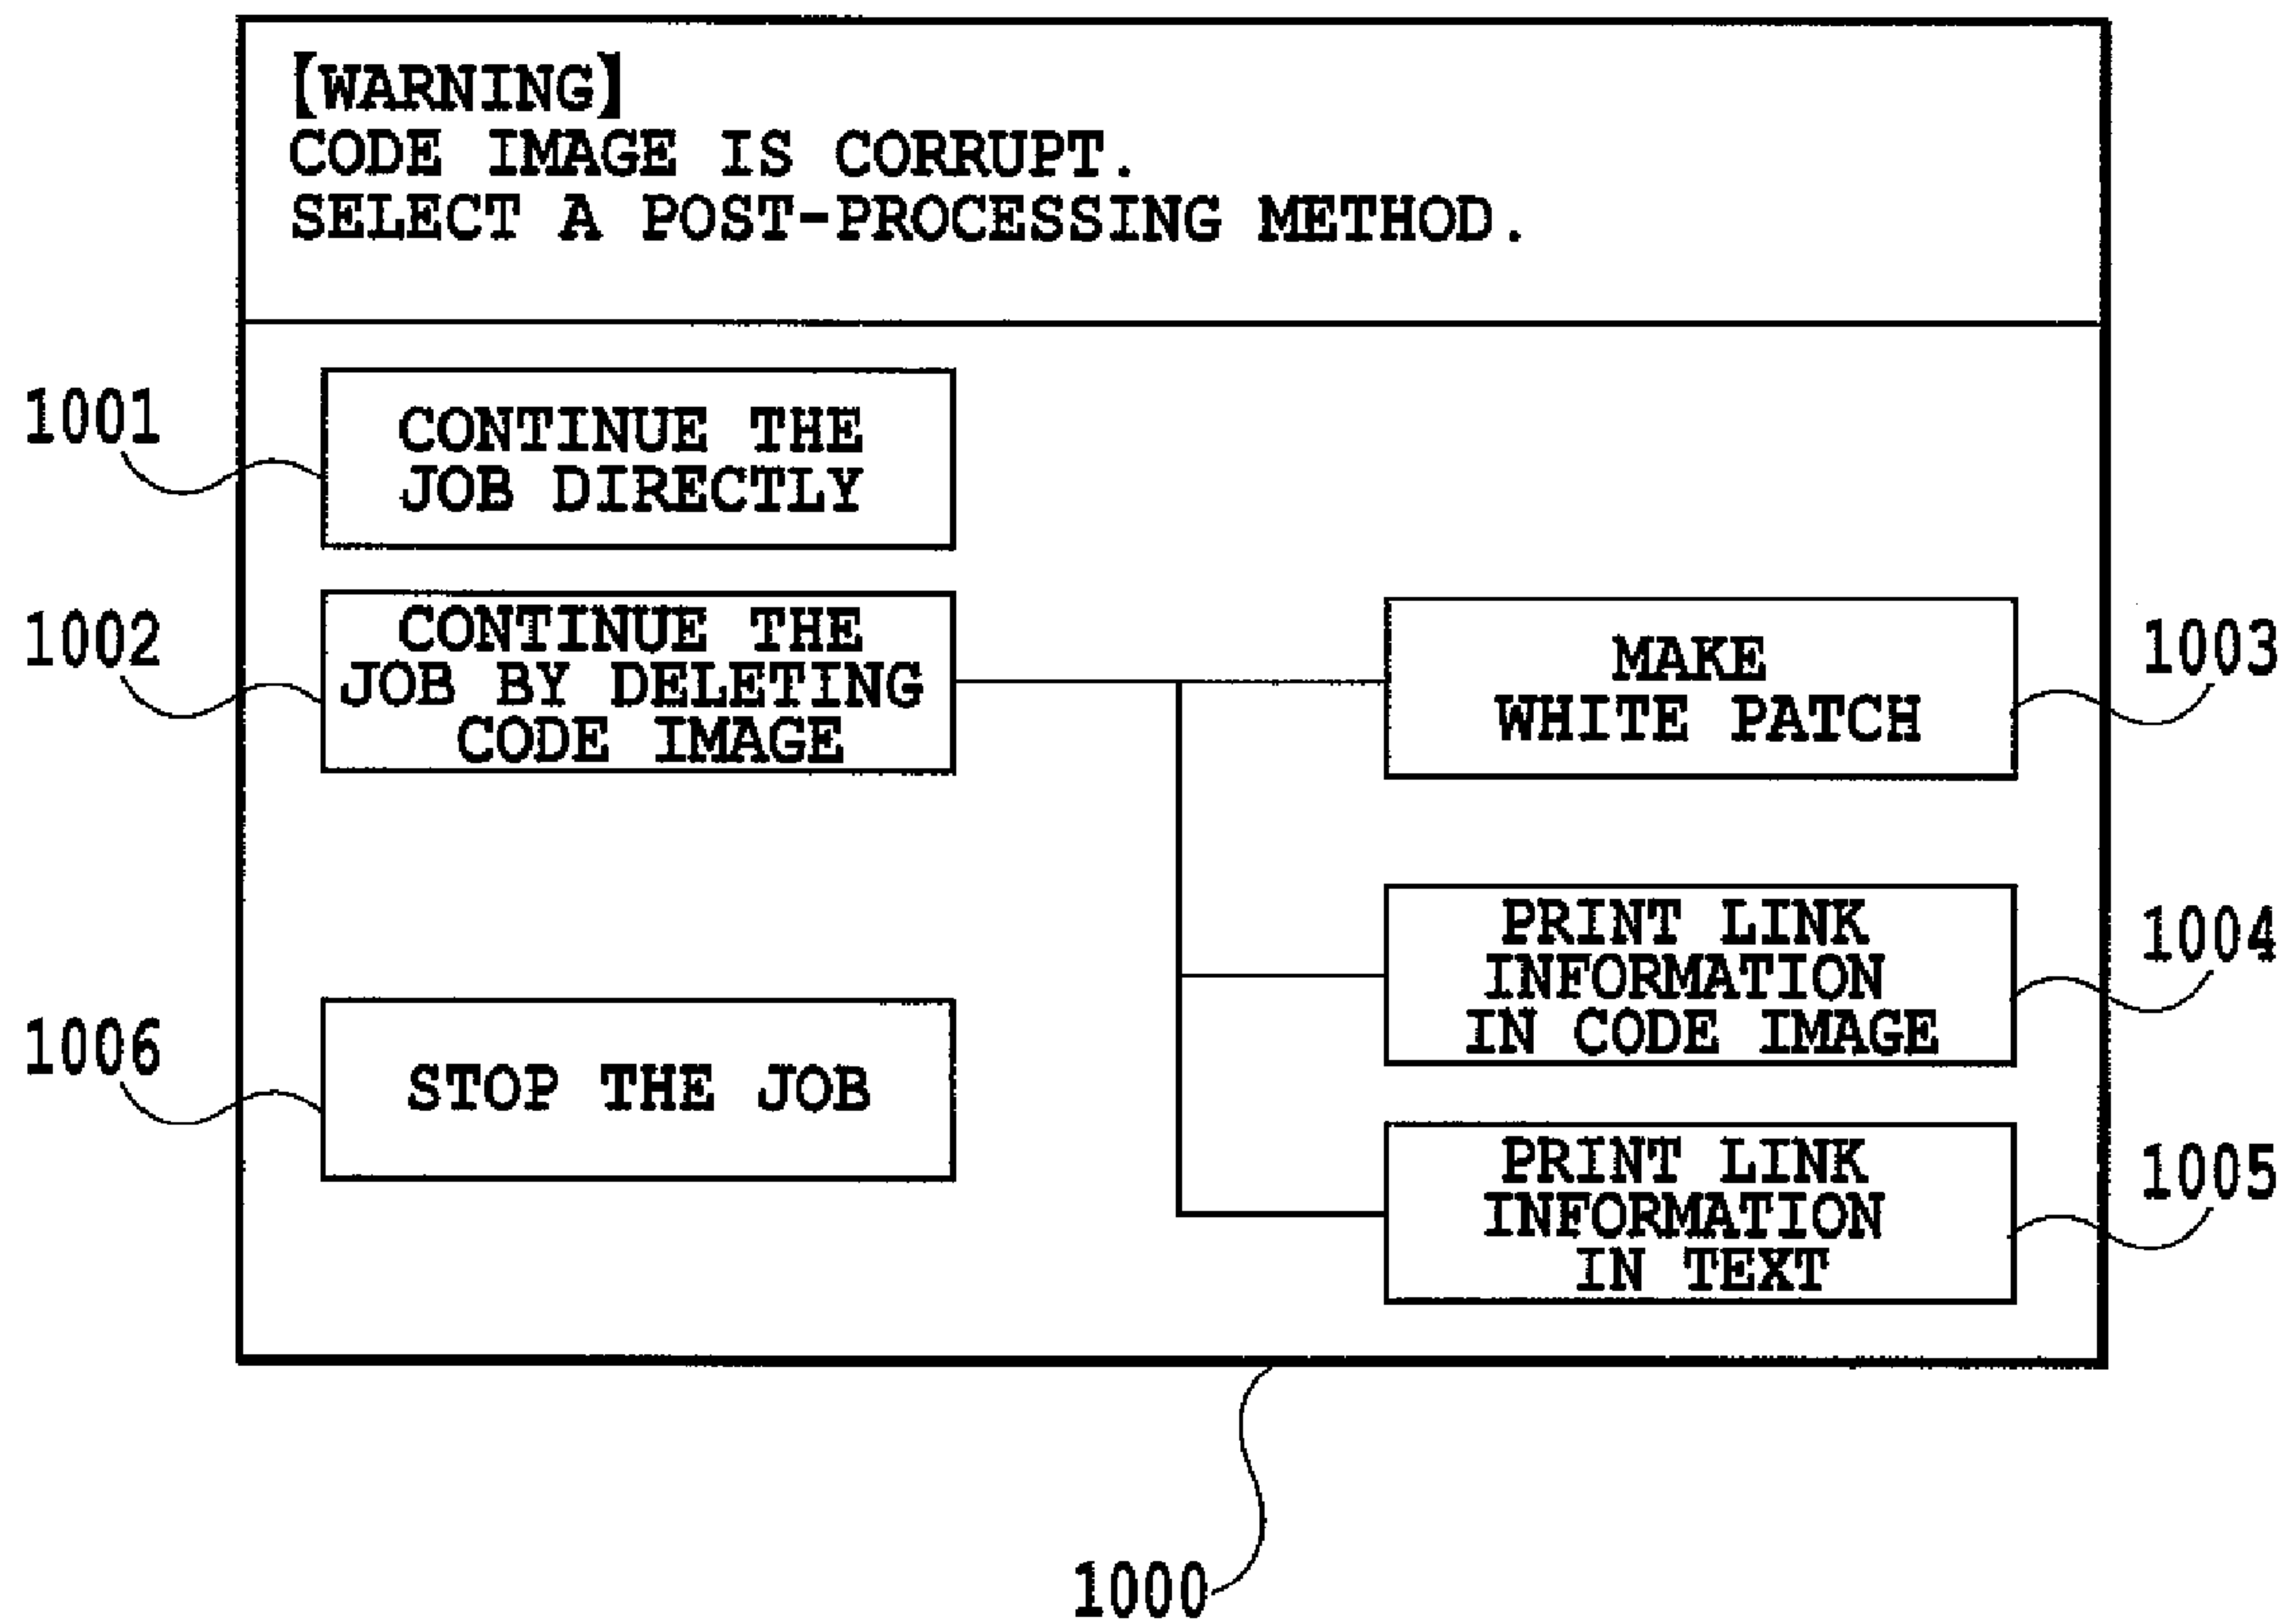 【WARNING】
CODE IMAGE IS CORRUPT.
SELECT A POST-PROCESSING METHOD.
1001
CONTINUE THE
JOB DIRECTLY
1002
CONTINUE THE
JOB BY DELETING
CODE IMAGE
MAKE
WHITE PATCH
1003
PRINT LINK
INFORMATION
IN CODE IMAGE
1004
1006
STOP THE JOB
PRINT LINK
INFORMATION
IN TEXT
1005
1000